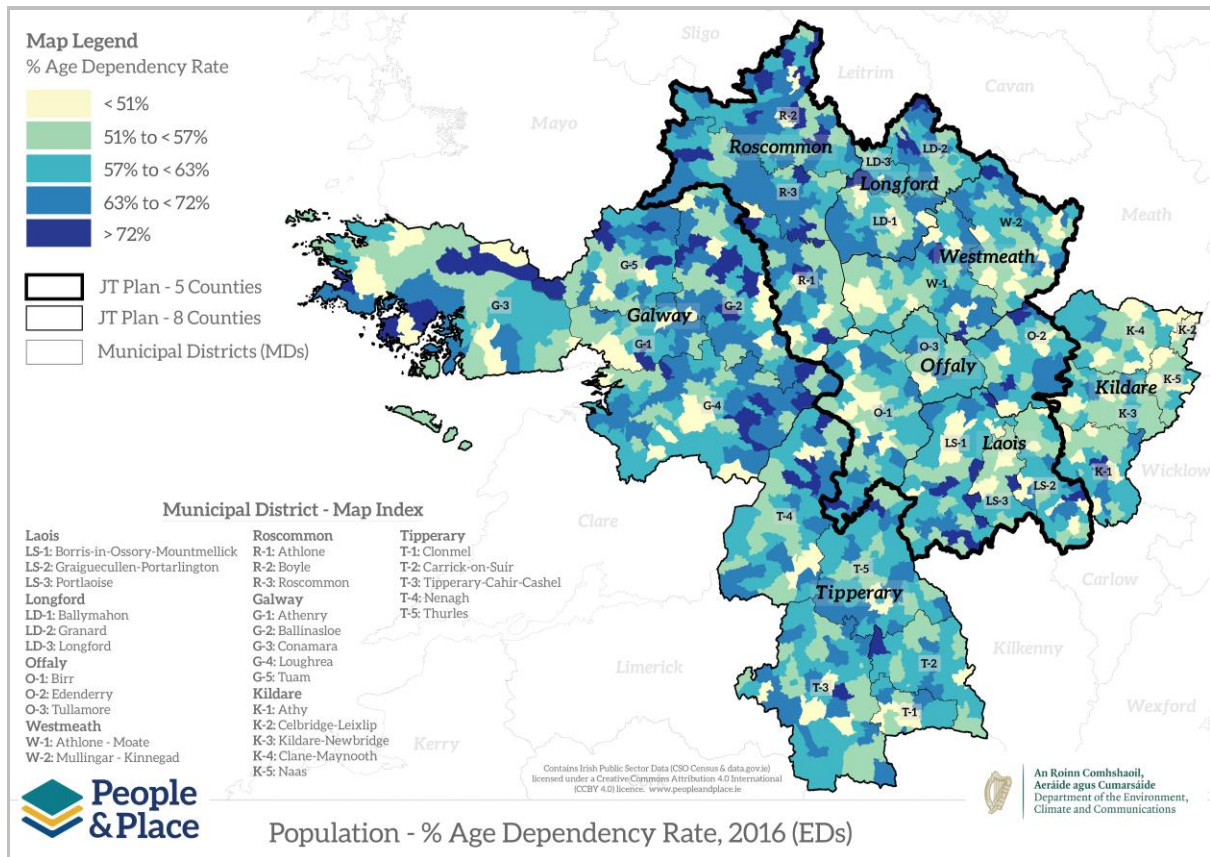 Map Legend
% Age Dependency Rate
< 51%
51% to < 57%
57% to < 63%
63% to < 72%
> 72%
JT Plan - 5 Counties
JT Plan - 8 Counties
Municipal Districts (MDs)
Sligo
Leitrim
Cavan
Mayo
Meath
R-2
Roscommon
LD-3
LD-2
Longford
R-3
LD-1
W-2
Westmeath
G-5
R-1
W-1
G-3
G-2
Galway
G-1
O-3
O-2
Offaly
K-4
K-2
Kildare
K-5
G-4
O-1
K-3
LS-1
Laois
K-1
Wicklow
LS-3
LS-2
T-4
Clare
Carlow
T-5
Tipperary
Limerick
Kilkenny
T-2
T-3
T-1
Wexford
Kerry
Municipal District - Map Index
Laois
LS-1: Borris-in-Ossory-Mountmellick
LS-2: Graiguecullen-Portarlington
LS-3: Portlaoise
Longford
LD-1: Ballymahon
LD-2: Granard
LD-3: Longford
Offaly
O-1: Birr
O-2: Edenderry
O-3: Tullamore
Westmeath
W-1: Athlone - Moate
W-2: Mullingar - Kinnegad
Roscommon
R-1: Athlone
R-2: Boyle
R-3: Roscommon
Galway
G-1: Athenry
G-2: Ballinasloe
G-3: Conamara
G-4: Loughrea
G-5: Tuam
Kildare
K-1: Athy
K-2: Celbridge-Leixlip
K-3: Kildare-Newbridge
K-4: Clane-Maynooth
K-5: Naas
Tipperary
T-1: Clonmel
T-2: Carrick-on-Suir
T-3: Tipperary-Cahir-Cashel
T-4: Nenagh
T-5: Thurles
Contains Irish Public Sector Data (CSO Census & data.gov.ie)
licensed under a Creative Commons Attribution 4.0 International
(CCBY 4.0) licence. www.peopleandplace.ie
People
& Place
Population - % Age Dependency Rate, 2016 (EDs)
An Roinn Comhshaoil,
Aeráide agus Cumarsáide
Department of the Environment,
Climate and Communications